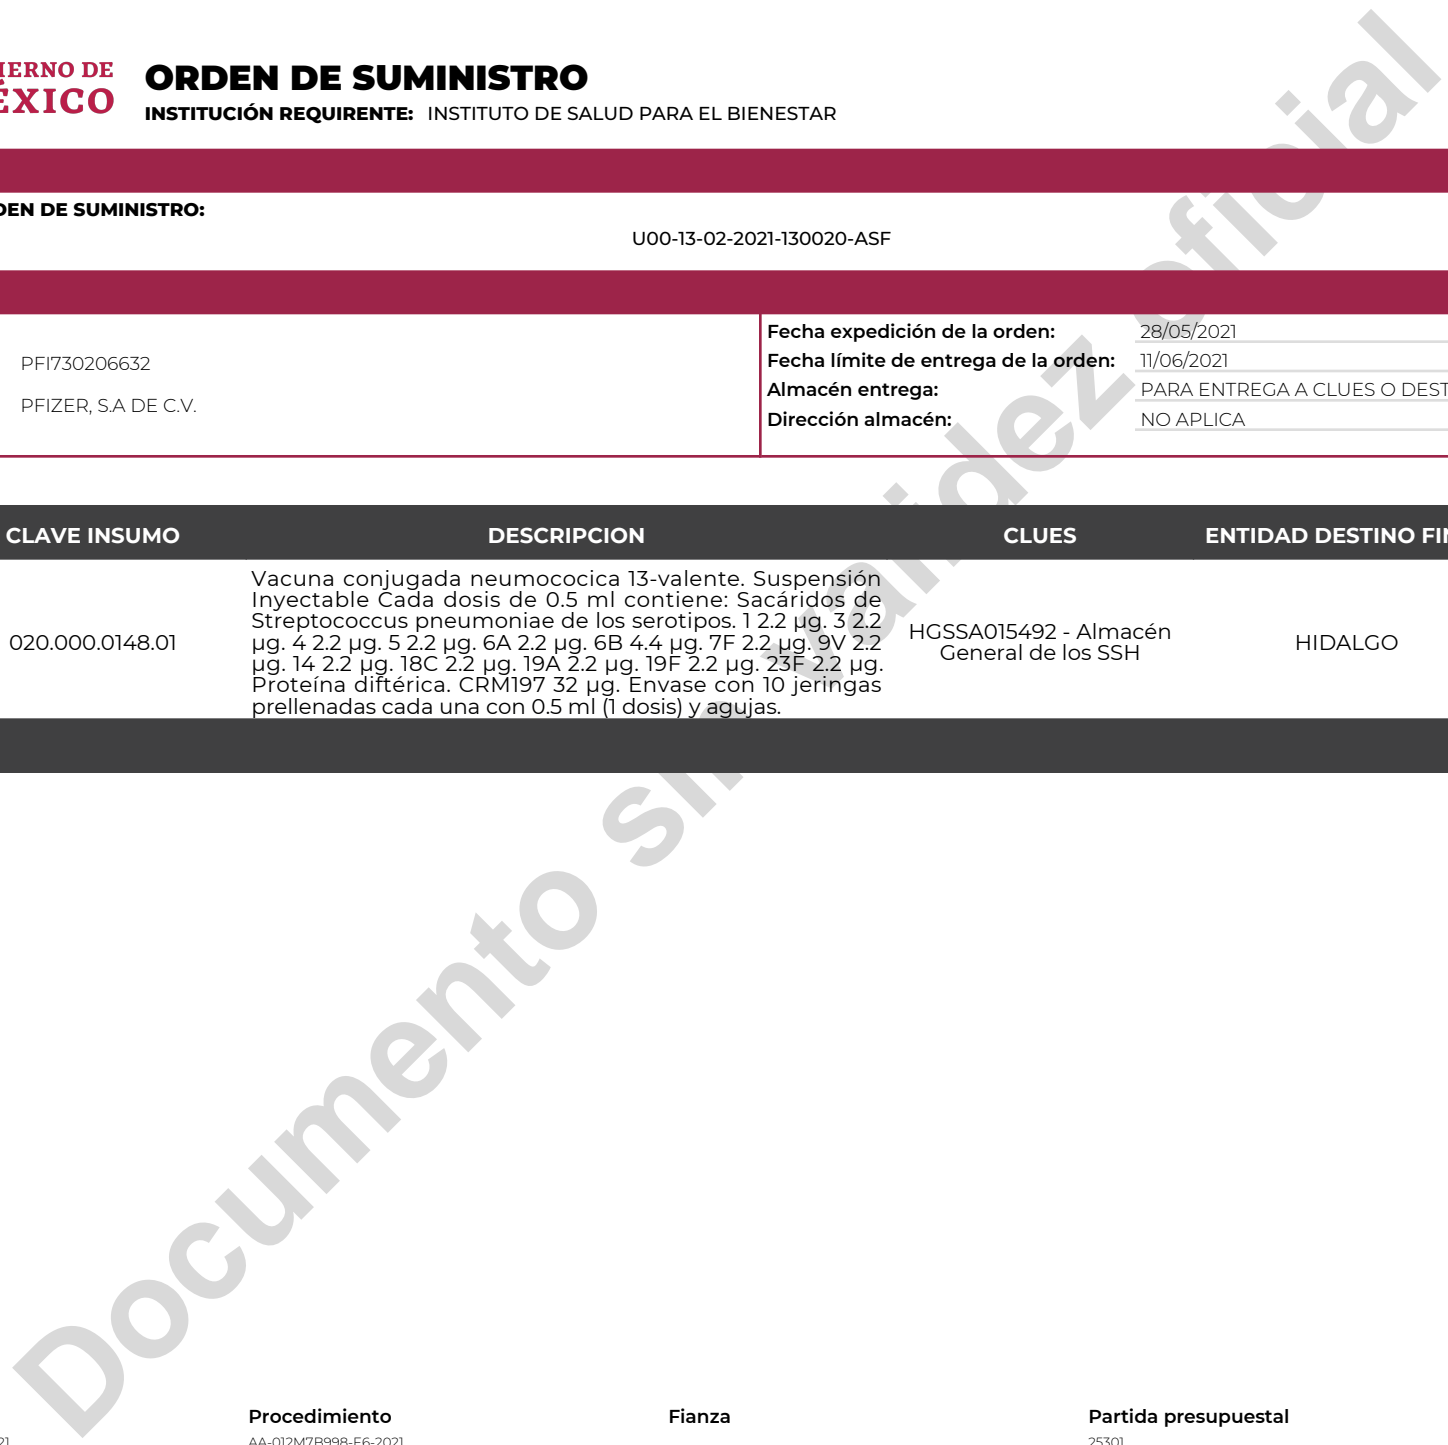 IERNO DE
ÉXICO
ORDEN DE SUMINISTRO
INSTITUCIÓN REQUIRENTE: INSTITUTO DE SALUD PARA EL BIENESTAR
DEN DE SUMINISTRO:
U00-13-02-2021-130020-ASF
PFI730206632
PFIZER, S.A DE C.V.
Fecha expedición de la orden: 28/05/2021
Fecha límite de entrega de la orden: 11/06/2021
Almacén entrega: PARA ENTREGA A CLUES O DEST
Dirección almacén: NO APLICA
CLAVE INSUMO DESCRIPCION CLUES ENTIDAD DESTINO FIN
020.000.0148.01
Vacuna conjugada neumococica 13-valente. Suspensión
Inyectable Cada dosis de 0.5 ml contiene: Sacáridos de
Streptococcus pneumoniae de los serotipos. 1 2.2 µg. 3 2.2
µg. 4 2.2 µg. 5 2.2 µg. 6A 2.2 µg. 6B 4.4 µg. 7F 2.2 µg. 9V 2.2
µg. 14 2.2 µg. 18C 2.2 µg. 19A 2.2 µg. 19F 2.2 µg. 23F 2.2 µg.
Proteína diftérica. CRM197 32 µg. Envase con 10 jeringas
prellenadas cada una con 0.5 ml (1 dosis) y agujas.
HGSSA015492 - Almacén
General de los SSH
HIDALGO
Documento sin validez oficial
Procedimiento Fianza Partida presupuestal
21 AA-012M7B998-E6-2021 25301